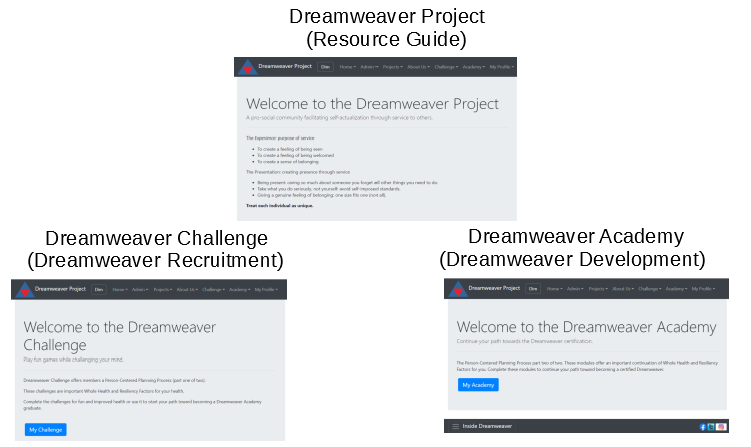 Dreamweaver Project
(Resource Guide)
Dreamweaver Project Dim Home Admin Projects About Us Challenge Academy My Profile
Welcome to the Dreamweaver Project
A pro-social community facilitating self-actualization through service to others.
The Experience: purpose of service
To create a feeling of being seen
To create a feeling of being welcomed
To create a sense of belonging
The Presentation: creating presence through service
Being present: caring so much about someone you forget all other things you need to do.
Take what you do seriously, not yourself: avoid self-imposed standards.
Giving a genuine feeling of belonging: one size fits one (not all).
Treat each individual as unique.
Dreamweaver Challenge
(Dreamweaver Recruitment)
Dreamweaver Project Dim Home Admin Projects About Us Challenge Academy My Profile
Welcome to the Dreamweaver
Challenge
Play fun games while challenging your mind.
Dreamweaver Challenge offers members a Person-Centered Planning Process (part one of two).
These challenges are important Whole Health and Resiliency Factors for your health.
Complete the challenges for fun and improved health or use it to start your path toward becoming a Dreamweaver Academy
graduate.
My Challenge
Dreamweaver Academy
(Dreamweaver Development)
Dreamweaver Project Dim Home Admin Projects About Us Challenge Academy My Profile
Welcome to the Dreamweaver Academy
Continue your path towards the Dreamweaver certification.
The Person-Centered Planning Process part two of two. These modules offer an important continuation of Whole Health and Resiliency
Factors for you. Complete these modules to continue your path toward becoming a certified Dreamweaver.
My Academy
Inside Dreamweaver